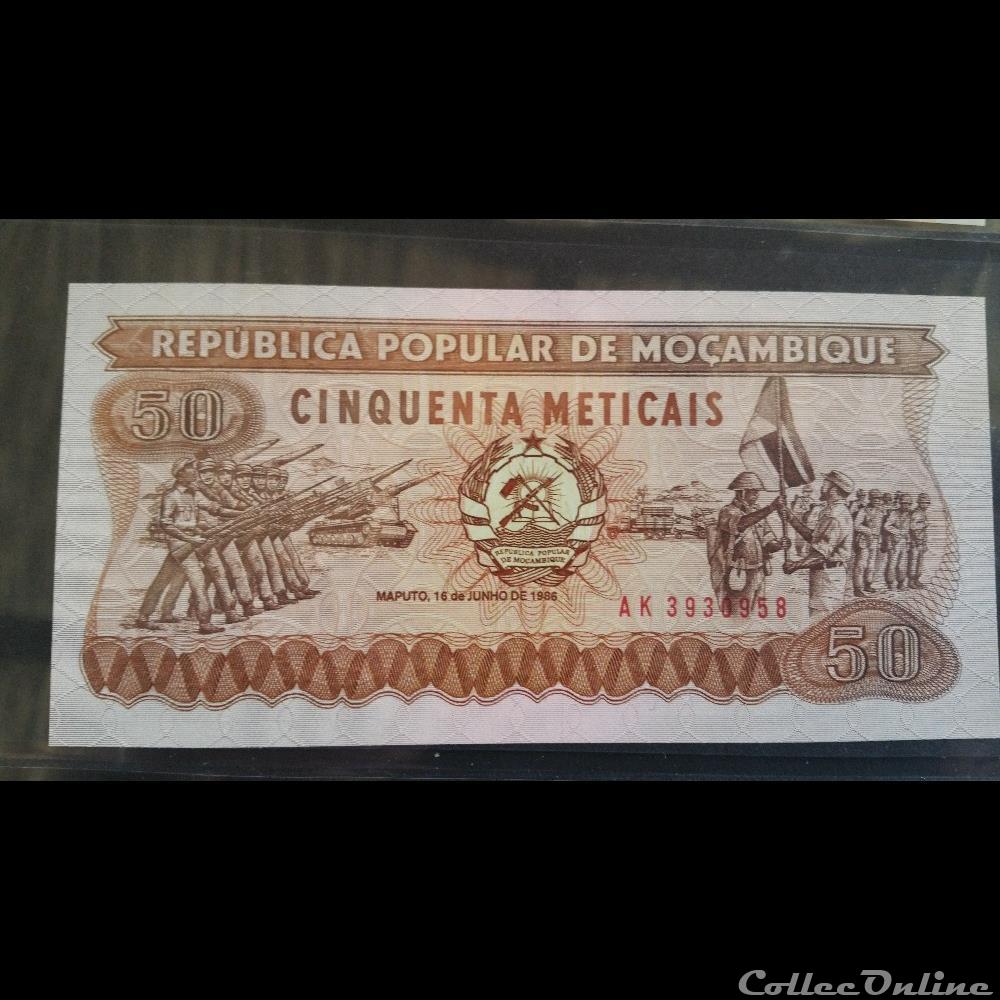 REPÚBLICA POPULAR DE MOÇAMBIQUE
50
CINQUENTA METICAIS
REPÚBLICA POPULAR
DE MOÇAMBIQUE
MAPUTO, 16 de JUNHO DE 1986
AK 3930958
50
CollecOnline